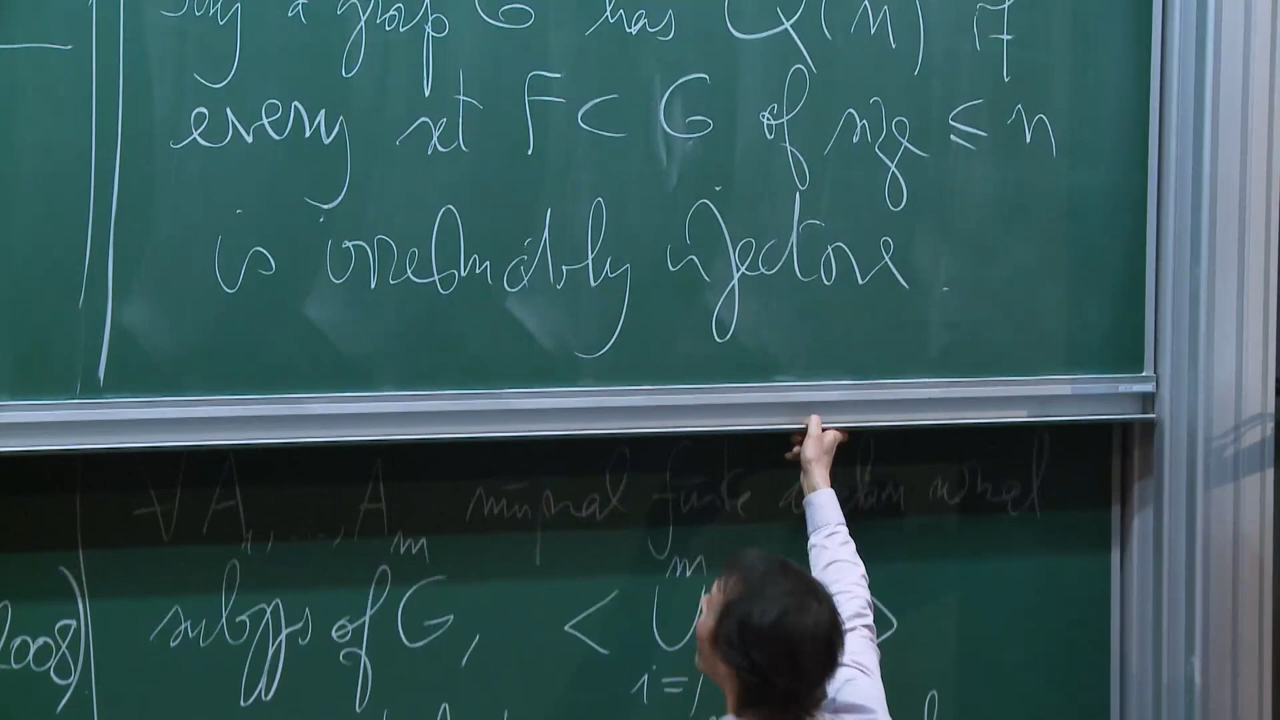 Say a group G has Q(n) if
every set F ⊂ G of size ≤ n
is irreducibly injective.
∀ A₁, ..., A_m minimal finite abelian normal
2008)
subgps of G, < ∪
m
i=1
>